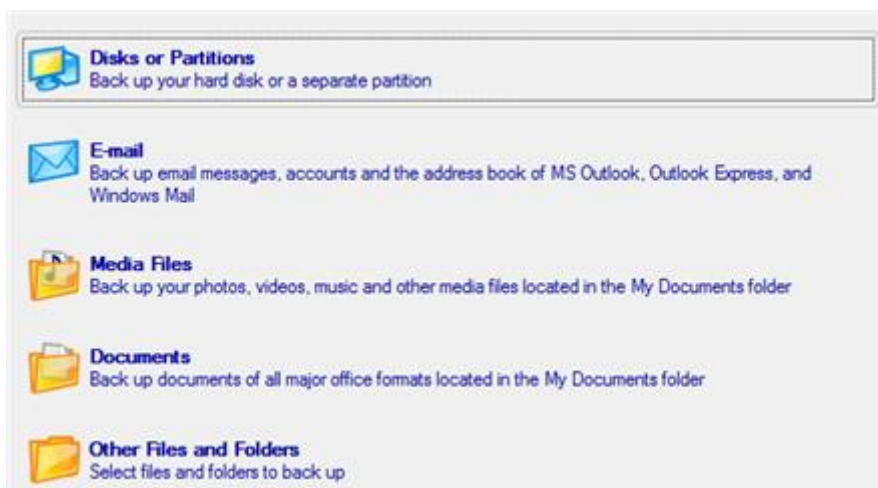 Disks or Partitions
Back up your hard disk or a separate partition
E-mail
Back up email messages, accounts and the address book of MS Outlook, Outlook Express, and
Windows Mail
Media Files
Back up your photos, videos, music and other media files located in the My Documents folder
Documents
Back up documents of all major office formats located in the My Documents folder
Other Files and Folders
Select files and folders to back up